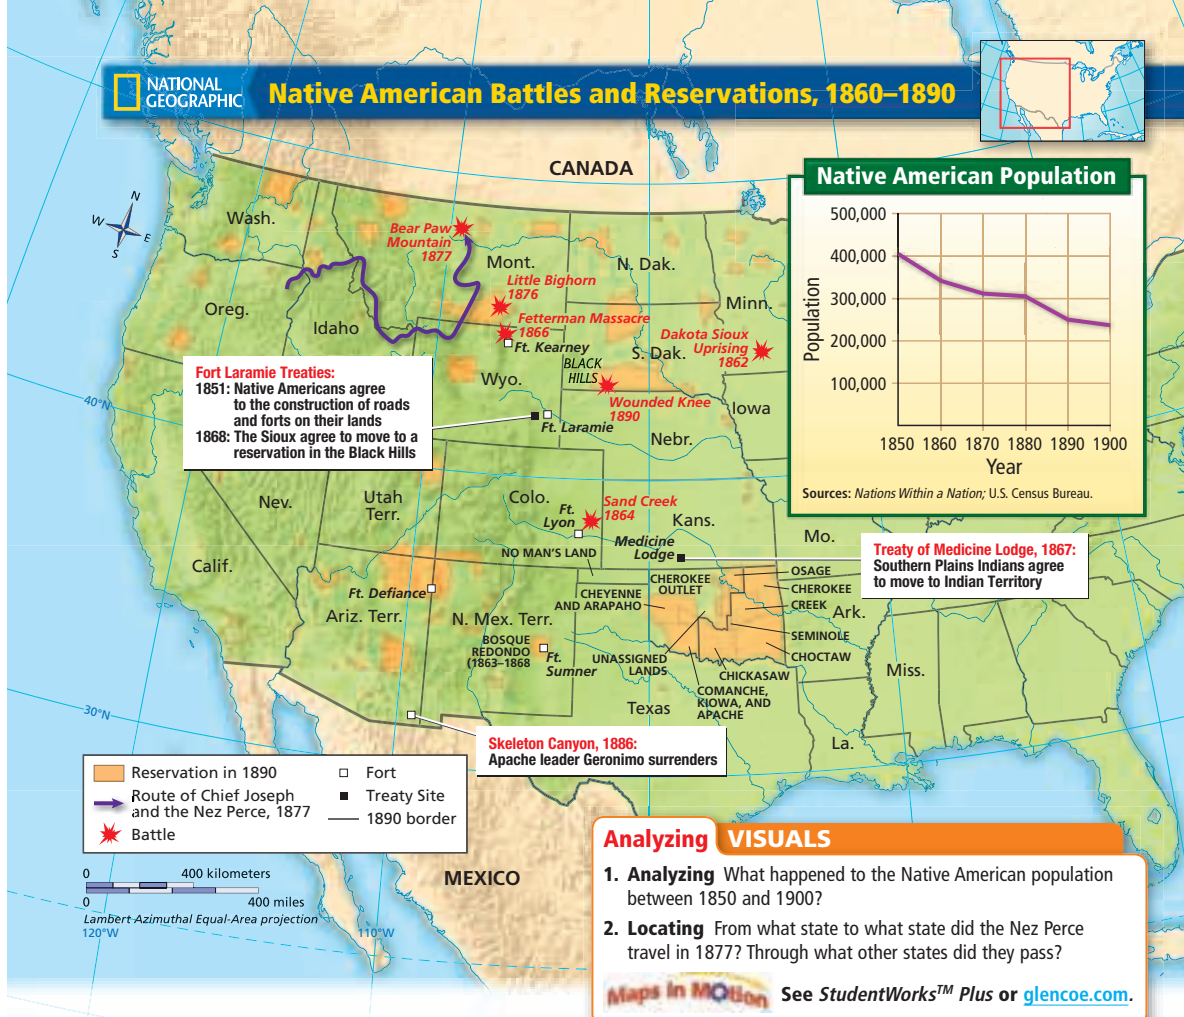 NATIONAL
GEOGRAPHIC
Native American Battles and Reservations, 1860–1890
CANADA
N
W
E
S
Wash.
Oreg.
Idaho
Mont.
N. Dak.
Minn.
S. Dak.
Wyo.
BLACK
HILLS
Iowa
Nebr.
Nev.
Utah
Terr.
Colo.
Kans.
Mo.
Calif.
Ariz. Terr.
N. Mex. Terr.
Ark.
Miss.
Texas
La.
MEXICO
Bear Paw
Mountain
1877
Little Bighorn
1876
Fetterman Massacre
1866
Ft. Kearney
Dakota Sioux
Uprising
1862
Wounded Knee
1890
Ft. Laramie
Sand Creek
1864
Ft.
Lyon
Medicine
Lodge
NO MAN'S LAND
Ft. Defiance
BOSQUE
REDONDO
(1863–1868
Ft.
Sumner
CHEROKEE
OUTLET
CHEYENNE
AND ARAPAHO
UNASSIGNED
LANDS
OSAGE
CHEROKEE
CREEK
SEMINOLE
CHOCTAW
CHICKASAW
COMANCHE,
KIOWA, AND
APACHE
40°N
30°N
120°W
110°W
Fort Laramie Treaties:
1851: Native Americans agree
to the construction of roads
and forts on their lands
1868: The Sioux agree to move to a
reservation in the Black Hills
Treaty of Medicine Lodge, 1867:
Southern Plains Indians agree
to move to Indian Territory
Skeleton Canyon, 1886:
Apache leader Geronimo surrenders
Native American Population
Population
500,000
400,000
300,000
200,000
100,000
1850 1860 1870 1880 1890 1900
Year
Sources: Nations Within a Nation; U.S. Census Bureau.
Reservation in 1890
Route of Chief Joseph
and the Nez Perce, 1877
Battle
Fort
Treaty Site
1890 border
0 400 kilometers
0 400 miles
Lambert Azimuthal Equal-Area projection
Analyzing VISUALS
1. Analyzing What happened to the Native American population
between 1850 and 1900?
2. Locating From what state to what state did the Nez Perce
travel in 1877? Through what other states did they pass?
Maps in MOtion
See StudentWorks™ Plus or glencoe.com.